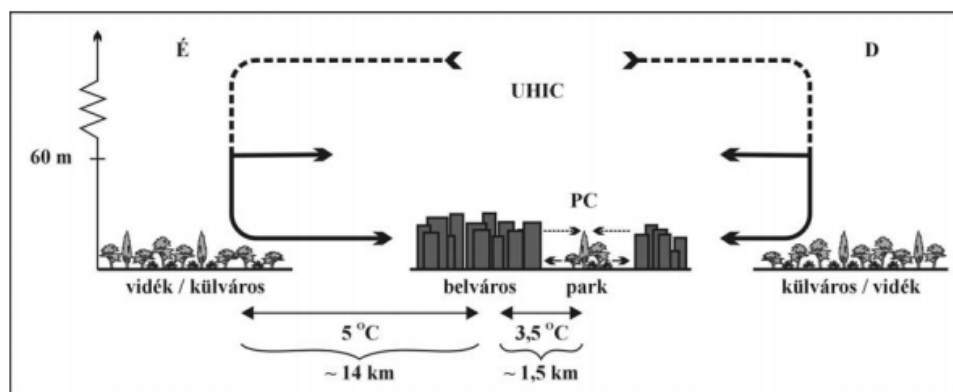 É
D
UHIC
60 m
PC
vidék / külváros
belváros
park
külváros / vidék
5 °C
3,5 °C
~ 14 km
~ 1,5 km